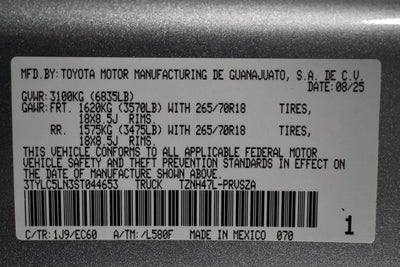 MFD.BY:TOYOTA MOTOR MANUFACTURING DE GUANAJUATO, S.A. DE C.V.
DATE:08/25
GVWR:3100KG (6835LB)
GAWR:FRT. 1620KG (3570LB) WITH 265/70R18 TIRES,
18X8.5J RIMS.
RR. 1575KG (3475LB) WITH 265/70R18 TIRES,
18X8.5J RIMS.
THIS VEHICLE CONFORMS TO ALL APPLICABLE FEDERAL MOTOR
VEHICLE SAFETY AND THEFT PREVENTION STANDARDS IN EFFECT
ON THE DATE OF MANUFACTURE SHOWN ABOVE.
3TYLC5LN3ST044653 TRUCK TZNH47L-PRVSZA
1
C/TR:1J9/EC60 A/TM:/L580F MADE IN MEXICO 070